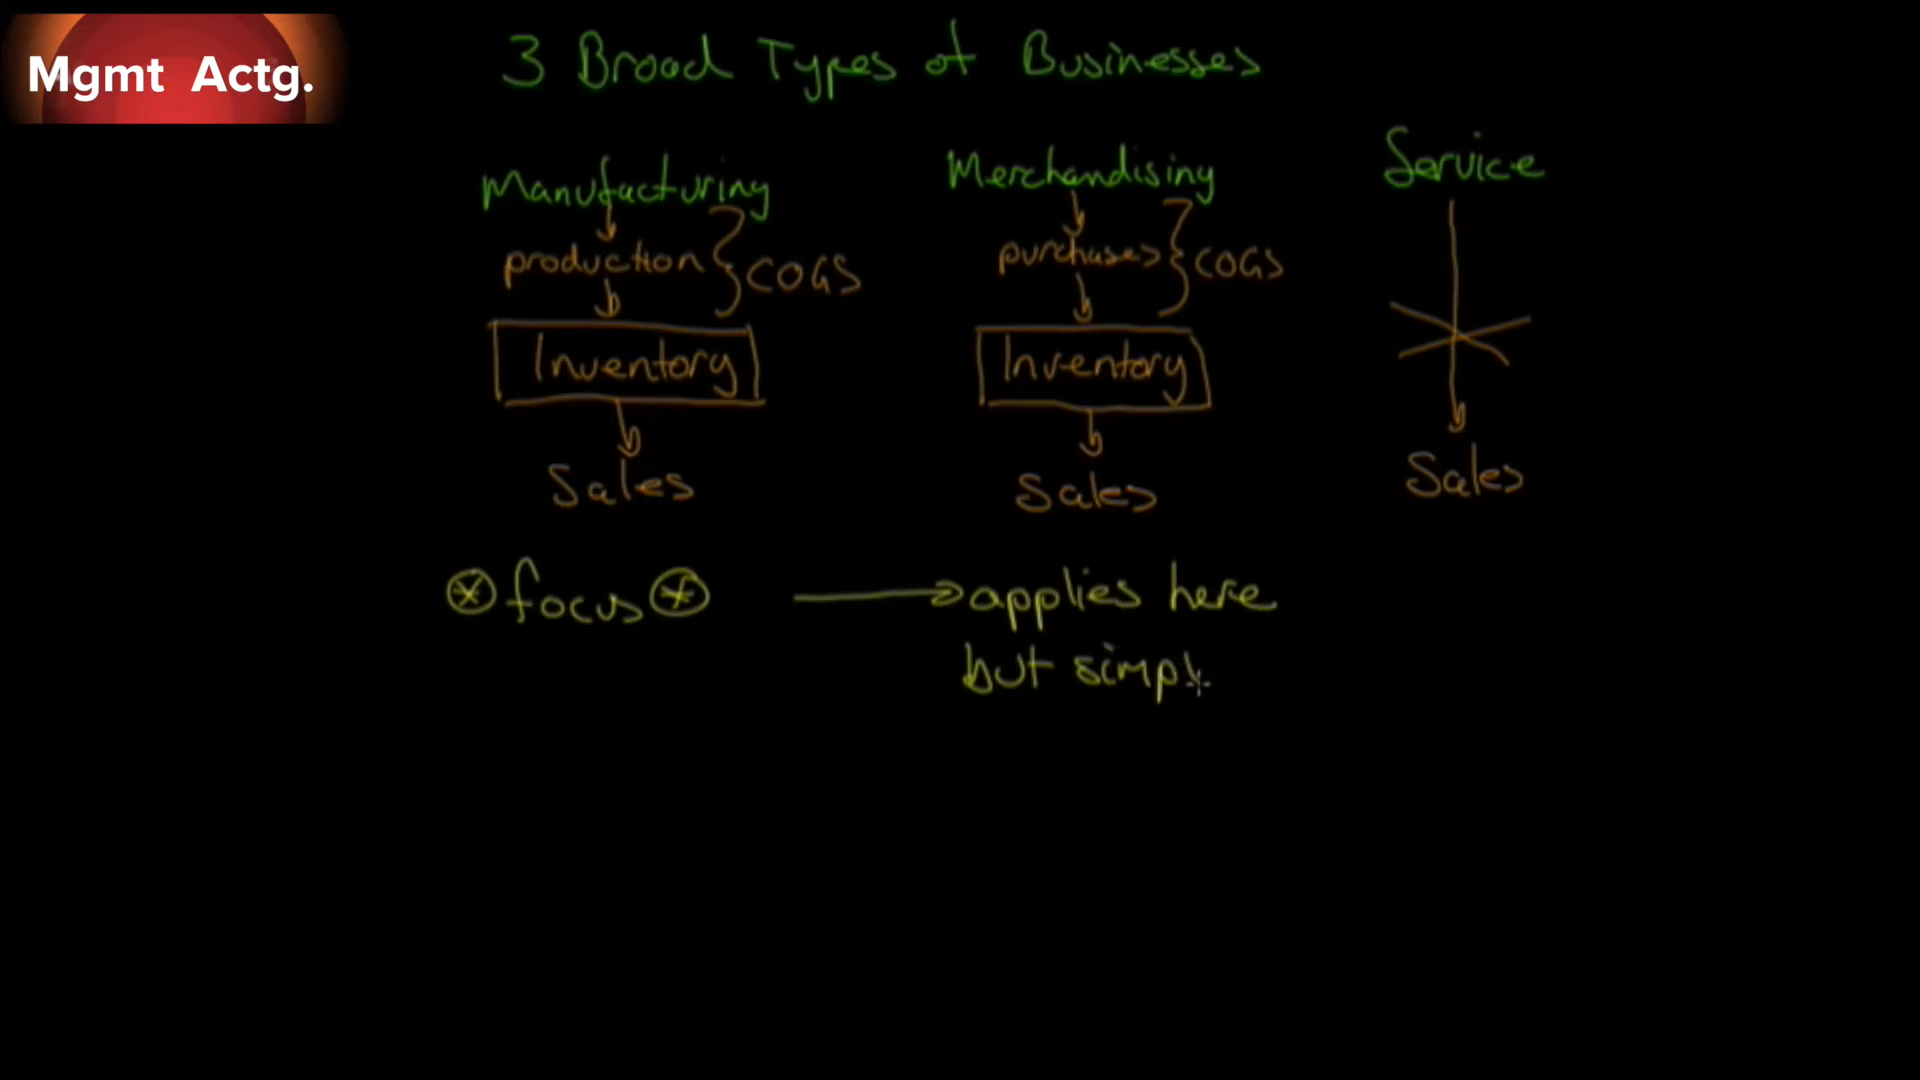 Mgmt Actg.
3 Broad Types of Businesses
Manufacturing
production } COGS
Inventory
Sales
Merchandising
purchases } COGS
Inventory
Sales
Service
Sales
focus
applies here
but simpl